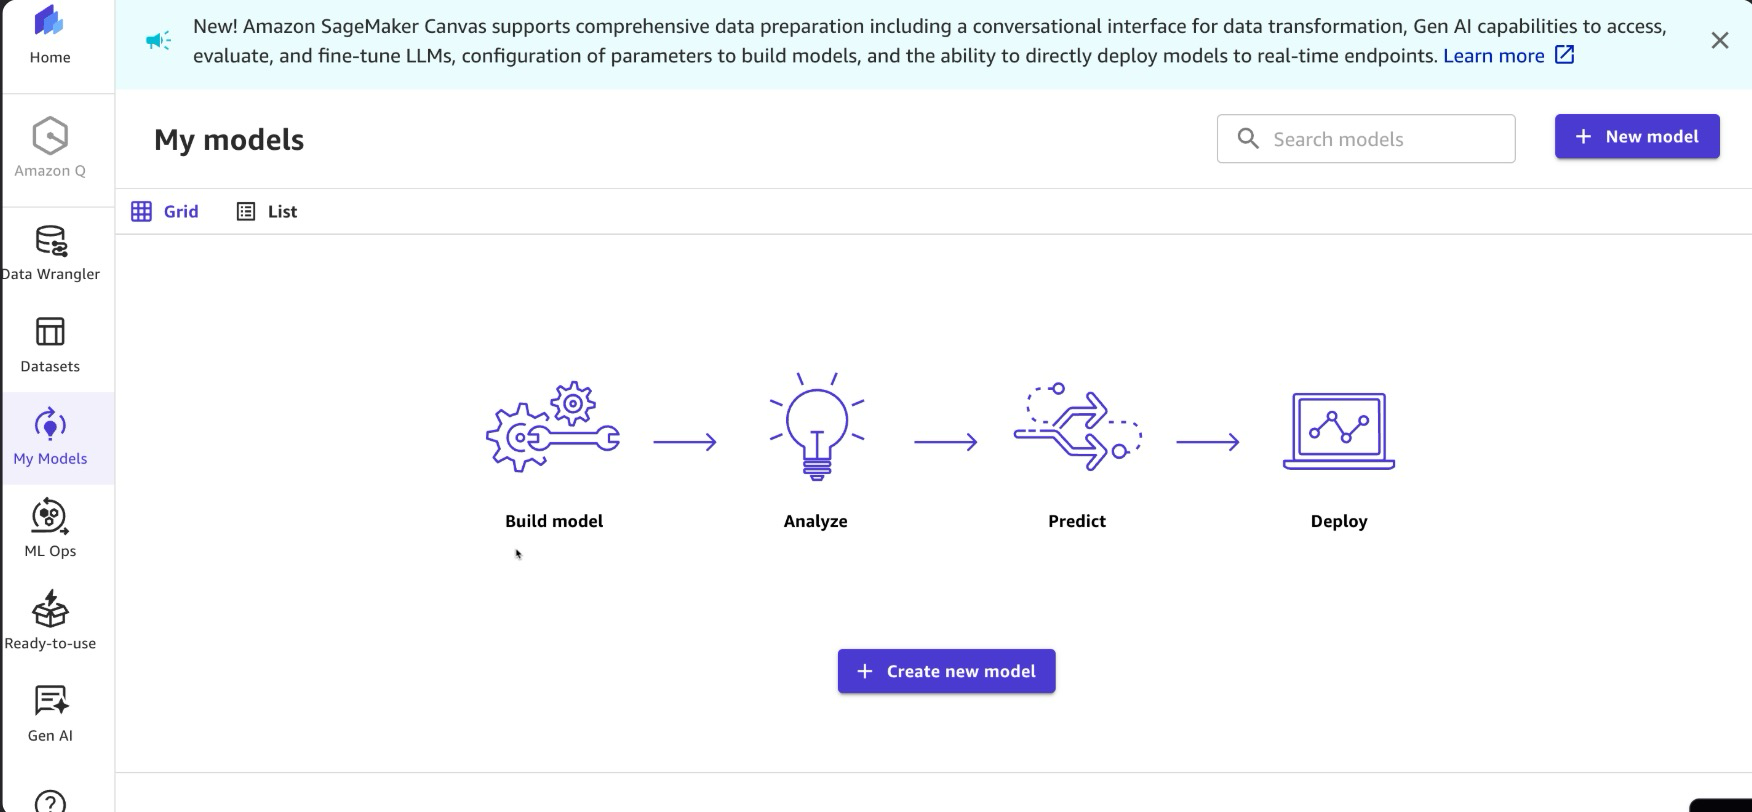 New! Amazon SageMaker Canvas supports comprehensive data preparation including a conversational interface for data transformation, Gen AI capabilities to access,
evaluate, and fine-tune LLMs, configuration of parameters to build models, and the ability to directly deploy models to real-time endpoints. Learn more
Home
Amazon Q
Data Wrangler
Datasets
My Models
ML Ops
Ready-to-use
Gen AI
My models
Search models
+ New model
Grid
List
Build model
Analyze
Predict
Deploy
+ Create new model